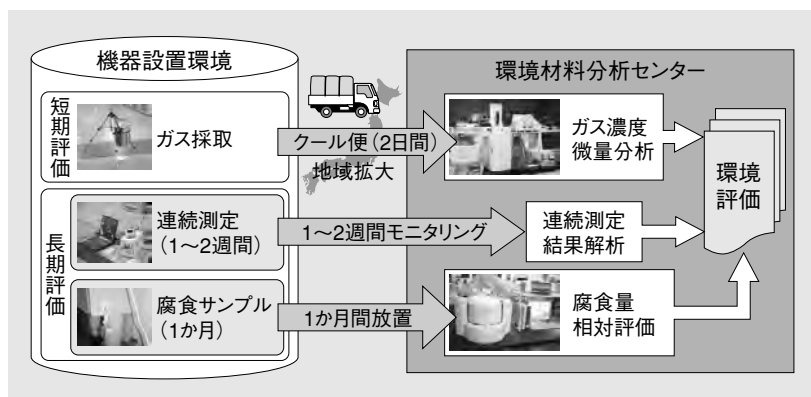 機器設置環境
短期評価
ガス採取
長期評価
連続測定
(1〜2週間)
腐食サンプル
(1か月)
クール便(2日間)
地域拡大
1〜2週間モニタリング
1か月間放置
環境材料分析センター
ガス濃度
微量分析
連続測定
結果解析
腐食量
相対評価
環境
評価